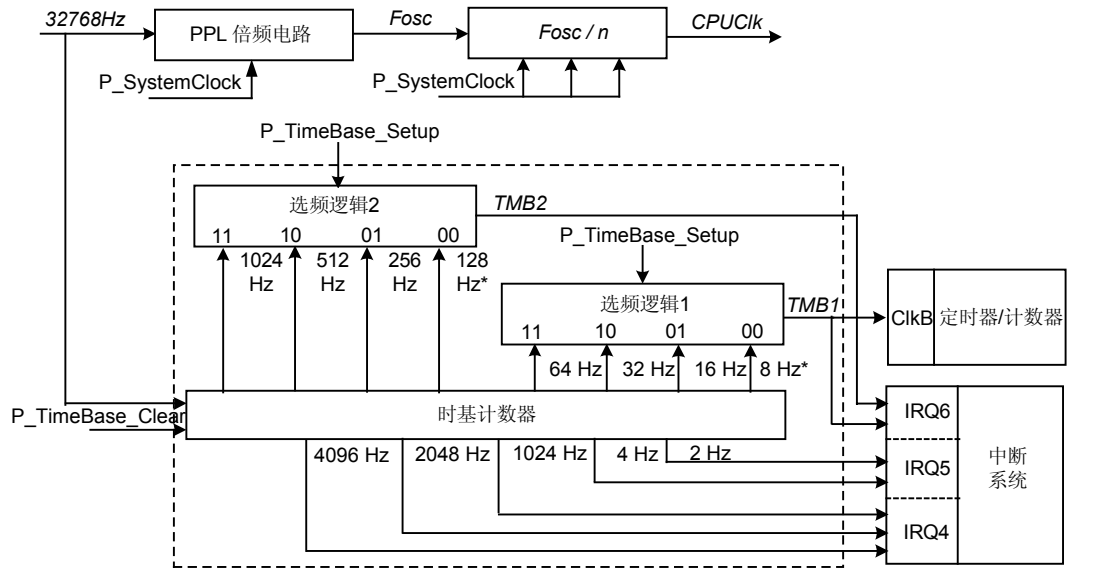 32768Hz
PPL 倍频电路
Fosc
Fosc / n
CPUClk
P_SystemClock
P_SystemClock
P_TimeBase_Setup
选频逻辑2
11 10 01 00
TMB2
1024 Hz
512 Hz
256 Hz
128 Hz*
P_TimeBase_Setup
选频逻辑1
11 10 01 00
TMB1
ClkB
定时器/计数器
64 Hz
32 Hz
16 Hz
8 Hz*
P_TimeBase_Clear
时基计数器
4096 Hz
2048 Hz
1024 Hz
4 Hz
2 Hz
IRQ6
IRQ5
IRQ4
中断
系统